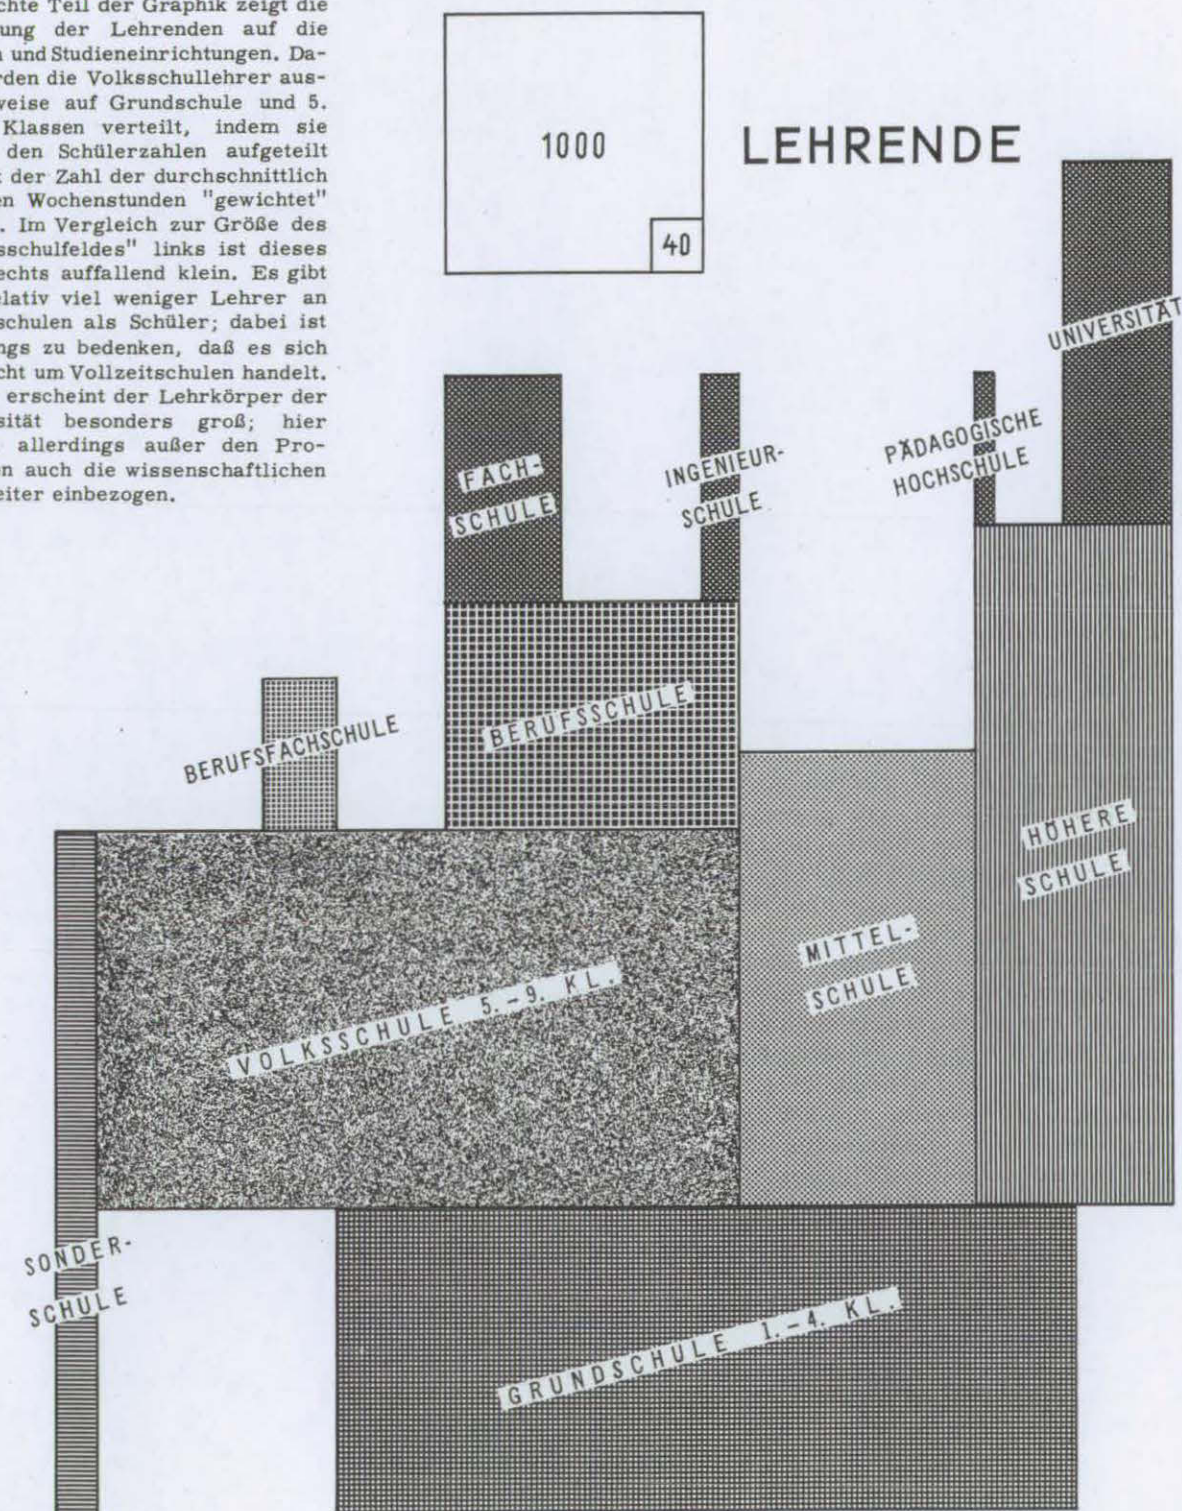 chte Teil der Graphik zeigt die
ung der Lehrenden auf die
n und Studieneinrichtungen. Da-
rden die Volksschullehrer aus-
weise auf Grundschule und 5.
Klassen verteilt, indem sie
den Schülerzahlen aufgeteilt
t der Zahl der durchschnittlich
en Wochenstunden "gewichtet"
. Im Vergleich zur Größe des
sschulfeldes" links ist dieses
echts auffallend klein. Es gibt
elativ viel weniger Lehrer an
schulen als Schüler; dabei ist
ngs zu bedenken, daß es sich
cht um Vollzeitschulen handelt.
erscheint der Lehrkörper der
sität besonders groß; hier
allerdings außer den Pro-
en auch die wissenschaftlichen
eiter einbezogen.
1000
40
LEHRENDE
UNIVERSITÄT
FACH-
SCHULE
INGENIEUR-
SCHULE
PÄDAGOGISCHE
HOCHSCHULE
BERUFSFACHSCHULE
BERUFSSCHULE
HÖHERE
SCHULE
MITTEL-
SCHULE
VOLKSSCHULE 5.-9. KL.
SONDER-
SCHULE
GRUNDSCHULE 1.-4. KL.